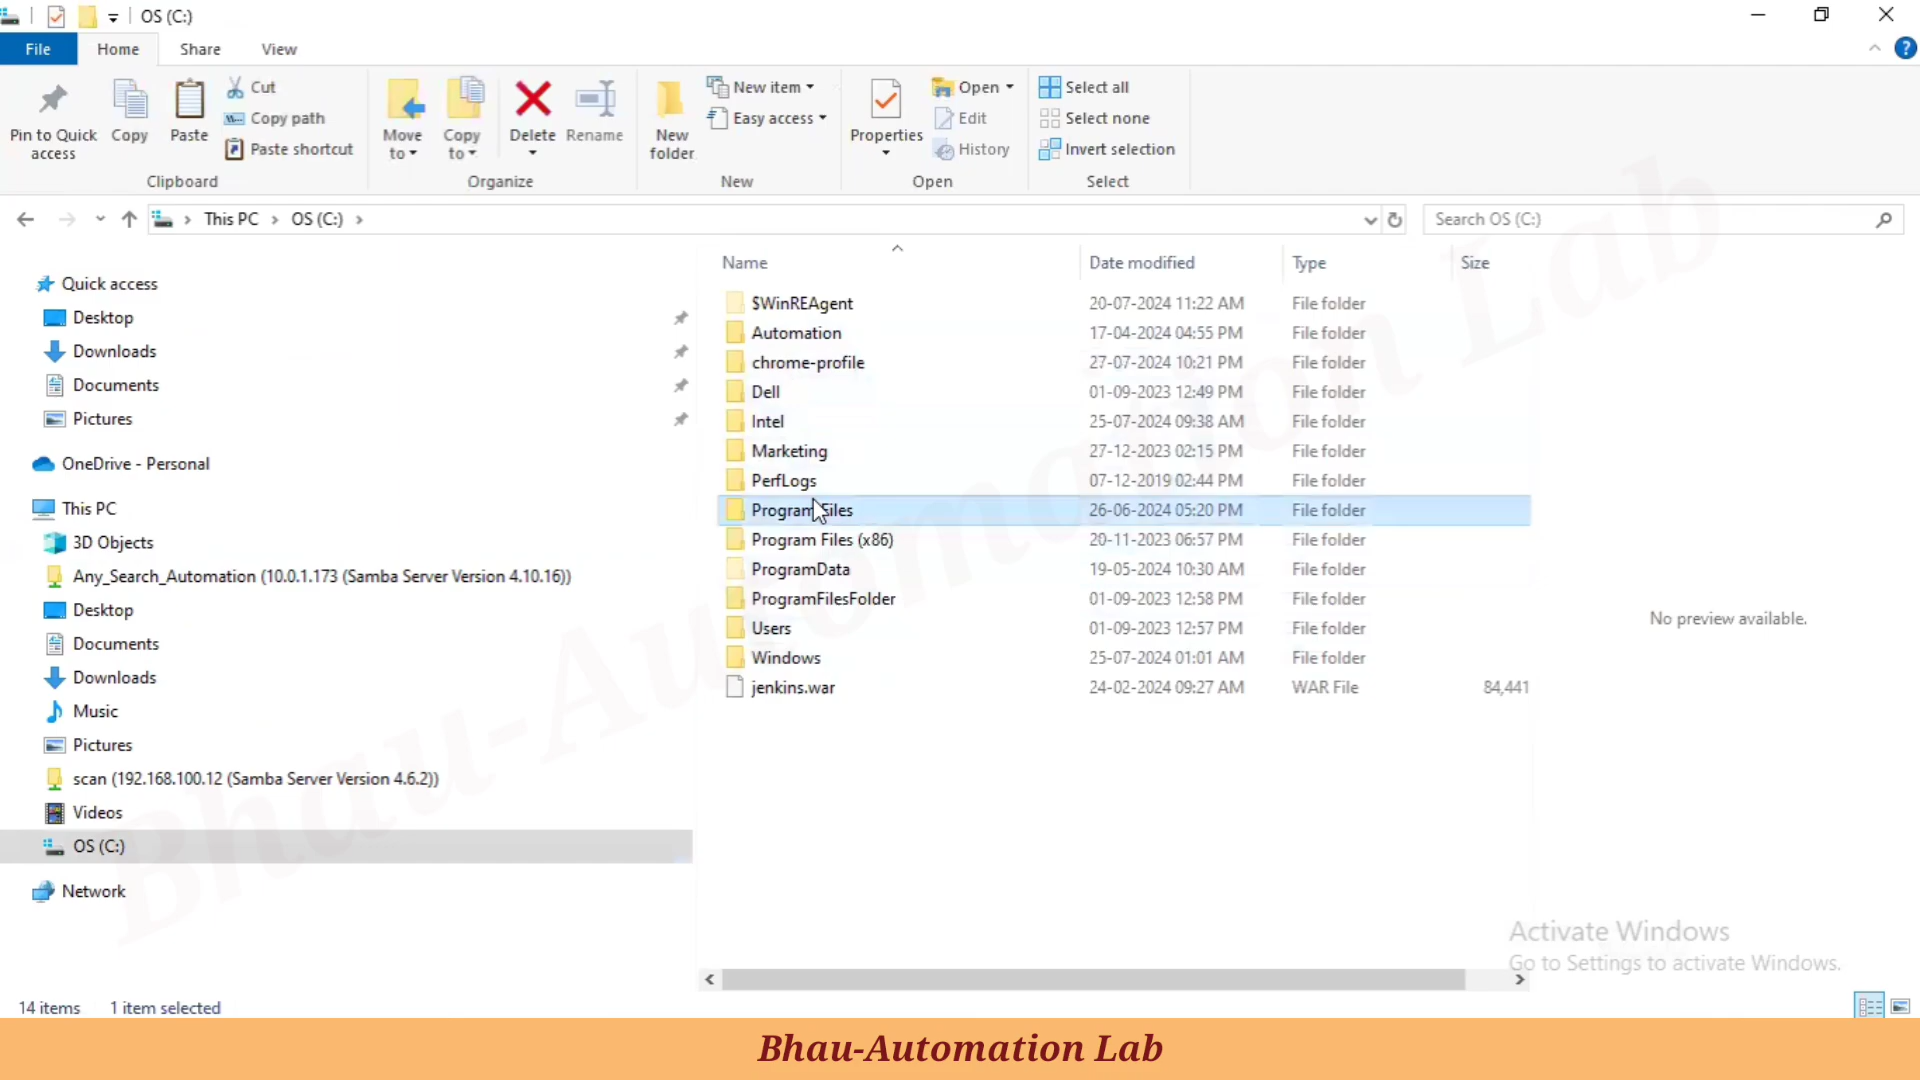 OS (C:)
File Home Share View
Pin to Quick access
Copy
Paste
Cut
Copy path
Paste shortcut
Clipboard
Move to
Copy to
Delete
Rename
Organize
New folder
New item
Easy access
New
Properties
Open
Edit
History
Open
Select all
Select none
Invert selection
Select
This PC > OS (C:) >
Search OS (C:)
Quick access
Desktop
Downloads
Documents
Pictures
OneDrive - Personal
This PC
3D Objects
Any_Search_Automation (10.0.1.173 (Samba Server Version 4.10.16))
Desktop
Documents
Downloads
Music
Pictures
scan (192.168.100.12 (Samba Server Version 4.6.2))
Videos
OS (C:)
Network
Name Date modified Type Size
$WinREAgent 20-07-2024 11:22 AM File folder
Automation 17-04-2024 04:55 PM File folder
chrome-profile 27-07-2024 10:21 PM File folder
Dell 01-09-2023 12:49 PM File folder
Intel 25-07-2024 09:38 AM File folder
Marketing 27-12-2023 02:15 PM File folder
PerfLogs 07-12-2019 02:44 PM File folder
Program Files 26-06-2024 05:20 PM File folder
Program Files (x86) 20-11-2023 06:57 PM File folder
ProgramData 19-05-2024 10:30 AM File folder
ProgramFilesFolder 01-09-2023 12:58 PM File folder
Users 01-09-2023 12:57 PM File folder
Windows 25-07-2024 01:01 AM File folder
jenkins.war 24-02-2024 09:27 AM WAR File 84,441
No preview available.
Bhau-Automation Lab
Activate Windows
Go to Settings to activate Windows.
14 items 1 item selected
Bhau-Automation Lab